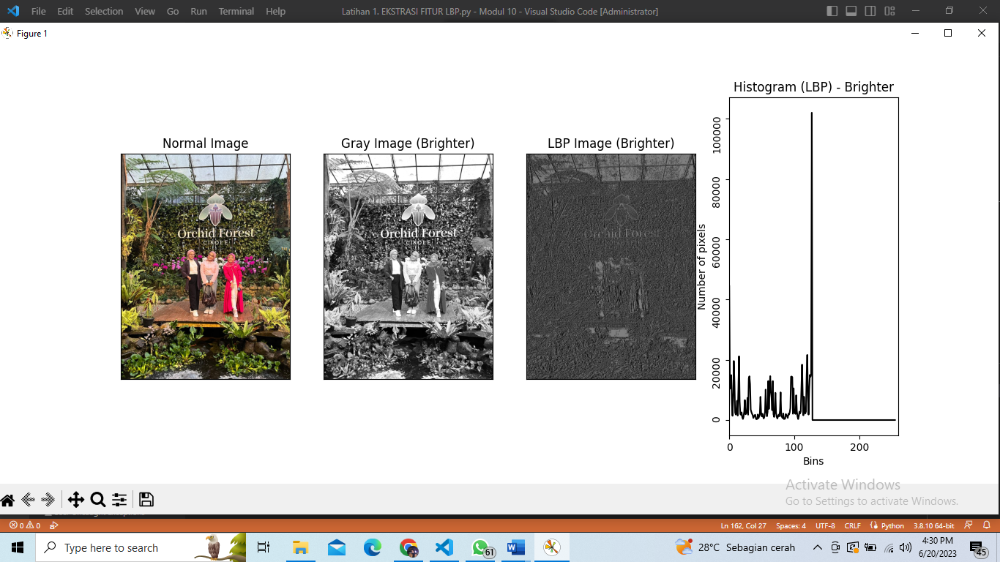 File Edit Selection View Go Run Terminal Help
Latihan 1. EKSTRASI FITUR LBP.py - Modul 10 - Visual Studio Code [Administrator]
Figure 1
Normal Image
Orchid Forest
CIKOLE
Gray Image (Brighter)
Orchid Forest
CIKOLE
LBP Image (Brighter)
Orchid Forest
Histogram (LBP) - Brighter
Number of pixels
100000
80000
60000
40000
20000
0
0 100 200
Bins
Activate Windows
Go to Settings to activate Windows.
0 0
Ln 162, Col 27 Spaces: 4 UTF-8 CRLF Python 3.8.10 64-bit
Type here to search
61
28°C Sebagian cerah
4:30 PM
6/20/2023
45